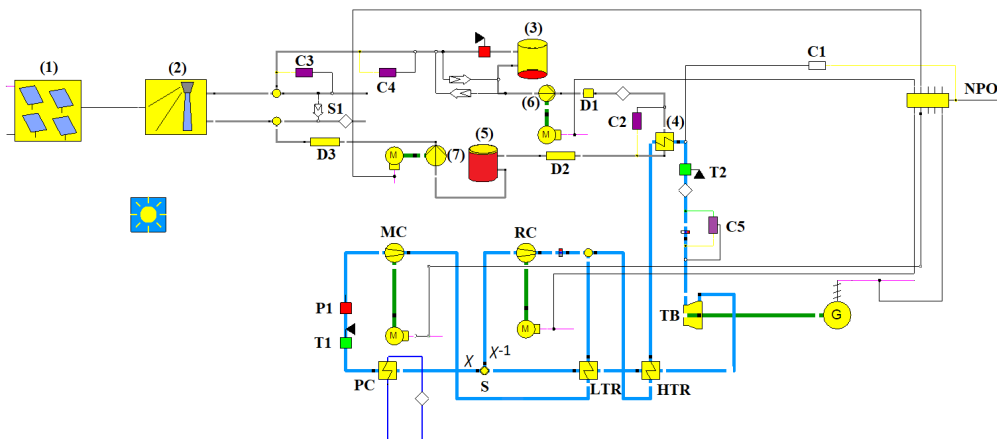 (3)
C3
C4
C1
(1)
(2)
NPO
S1
(6)
D1
C2
(4)
D3
M
(7)
(5)
D2
M
T2
MC
RC
C5
P1
TB
G
T1
M
M
X
X-1
PC
S
LTR
HTR